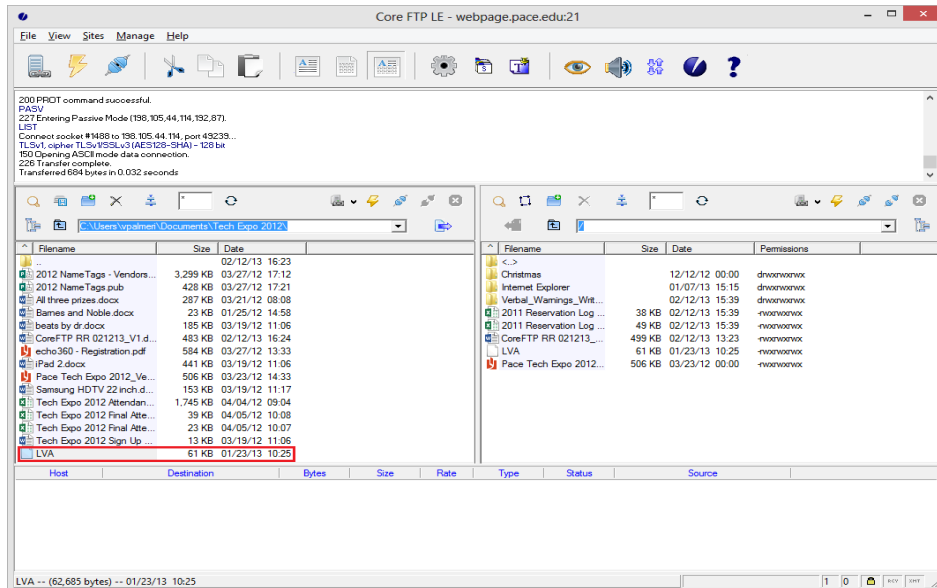 Core FTP LE - webpage.pace.edu:21
File View Sites Manage Help
200 PROT command successful.
PASV
227 Entering Passive Mode (198,105,44,114,192,87).
LIST
Connect socket #1488 to 198.105.44.114, port 49239...
TLSv1, cipher TLSv1/SSLv3 (AES128-SHA) - 128 bit
150 Opening ASCII mode data connection.
226 Transfer complete.
Transferred 684 bytes in 0.032 seconds
C:\Users\vpalmen\Documents\Tech Expo 2012\
Filename Size Date
.. 02/12/13 16:23
2012 NameTags - Vendors... 3,299 KB 03/27/12 17:12
2012 NameTags.pub 428 KB 03/27/12 17:21
All three prizes.docx 287 KB 03/21/12 08:08
Barnes and Noble.docx 23 KB 01/25/12 14:58
beats by dr.docx 185 KB 03/19/12 11:06
CoreFTP RR 021213_V1.d... 483 KB 02/12/13 16:24
echo360 - Registration.pdf 584 KB 03/27/12 13:33
iPad 2.docx 441 KB 03/19/12 11:06
Pace Tech Expo 2012_Ve... 506 KB 03/23/12 14:33
Samsung HDTV 22 inch.d... 153 KB 03/19/12 11:17
Tech Expo 2012 Attendan... 1,745 KB 04/04/12 09:04
Tech Expo 2012 Final Atte... 39 KB 04/05/12 10:08
Tech Expo 2012 Final Atte... 23 KB 04/05/12 10:07
Tech Expo 2012 Sign Up ... 13 KB 03/19/12 11:06
LVA 61 KB 01/23/13 10:25
/
Filename Size Date Permissions
<..>
Christmas 12/12/12 00:00 drwxrwxrwx
Internet Explorer 01/07/13 15:15 drwxrwxrwx
Verbal_Warnings_Writ... 02/12/13 15:39 drwxrwxrwx
2011 Reservation Log ... 38 KB 02/12/13 15:39 -rwxrwxrwx
2011 Reservation Log ... 49 KB 02/12/13 15:39 -rwxrwxrwx
CoreFTP RR 021213_... 499 KB 02/12/13 13:23 -rwxrwxrwx
LVA 61 KB 01/23/13 10:25 -rwxrwxrwx
Pace Tech Expo 2012... 506 KB 03/23/12 00:00 -rwxrwxrwx
Host Destination Bytes Size Rate Type Status Source
LVA -- (62,685 bytes) -- 01/23/13 10:25
1 0 RCV XMT